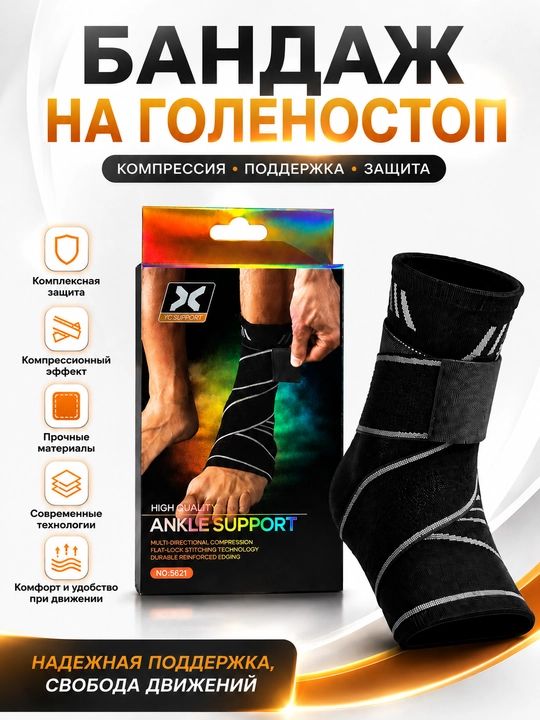 БАНДАЖ
НА ГОЛЕНОСТОП
КОМПРЕССИЯ • ПОДДЕРЖКА • ЗАЩИТА
Комплексная
защита
Компрессионный
эффект
Прочные
материалы
Современные
технологии
Комфорт и удобство
при движении
YC SUPPORT
HIGH QUALITY
ANKLE SUPPORT
MULTI-DIRECTIONAL COMPRESSION
FLAT-LOCK STITCHING TECHNOLOGY
DURABLE REINFORCED EDGING
NO:5621
НАДЕЖНАЯ ПОДДЕРЖКА,
СВОБОДА ДВИЖЕНИЙ